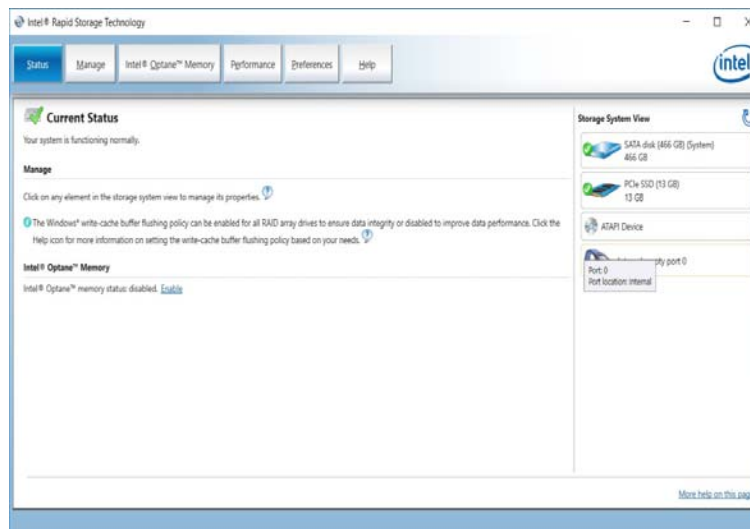 Intel® Rapid Storage Technology
Status
Manage
Intel® Optane™ Memory
Performance
Preferences
Help
intel
Current Status
Your system is functioning normally.
Manage
Click on any element in the storage system view to manage its properties.
The Windows* write-cache buffer flushing policy can be enabled for all RAID array drives to ensure data integrity or disabled to improve data performance. Click the
Help icon for more information on setting the write-cache buffer flushing policy based on your needs.
Intel® Optane™ Memory
Intel® Optane™ memory status: disabled. Enable
Storage System View
SATA disk (466 GB) (System)
466 GB
PCIe SSD (13 GB)
13 GB
ATAPI Device
port 0
Port: 0
Port location: internal
More help on this pag